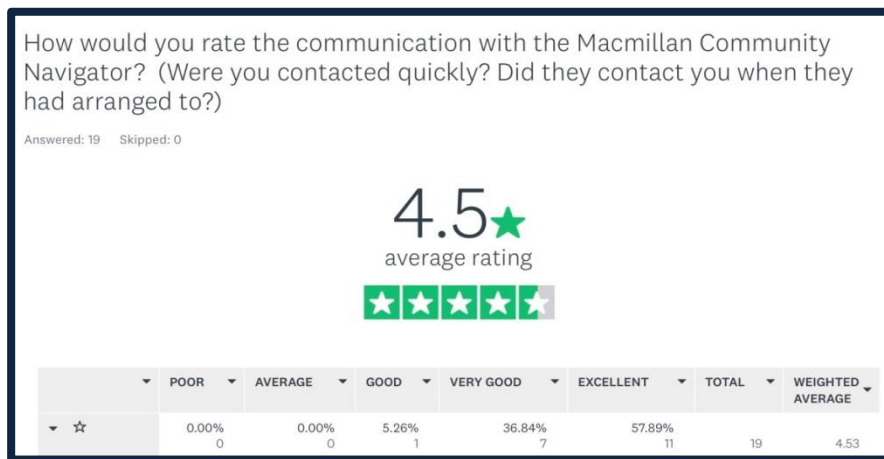 How would you rate the communication with the Macmillan Community
Navigator? (Were you contacted quickly? Did they contact you when they
had arranged to?)
Answered: 19 Skipped: 0
4.5
average rating
POOR AVERAGE GOOD VERY GOOD EXCELLENT TOTAL WEIGHTED
AVERAGE
0.00% 0.00% 5.26% 36.84% 57.89%
0 0 1 7 11 19 4.53